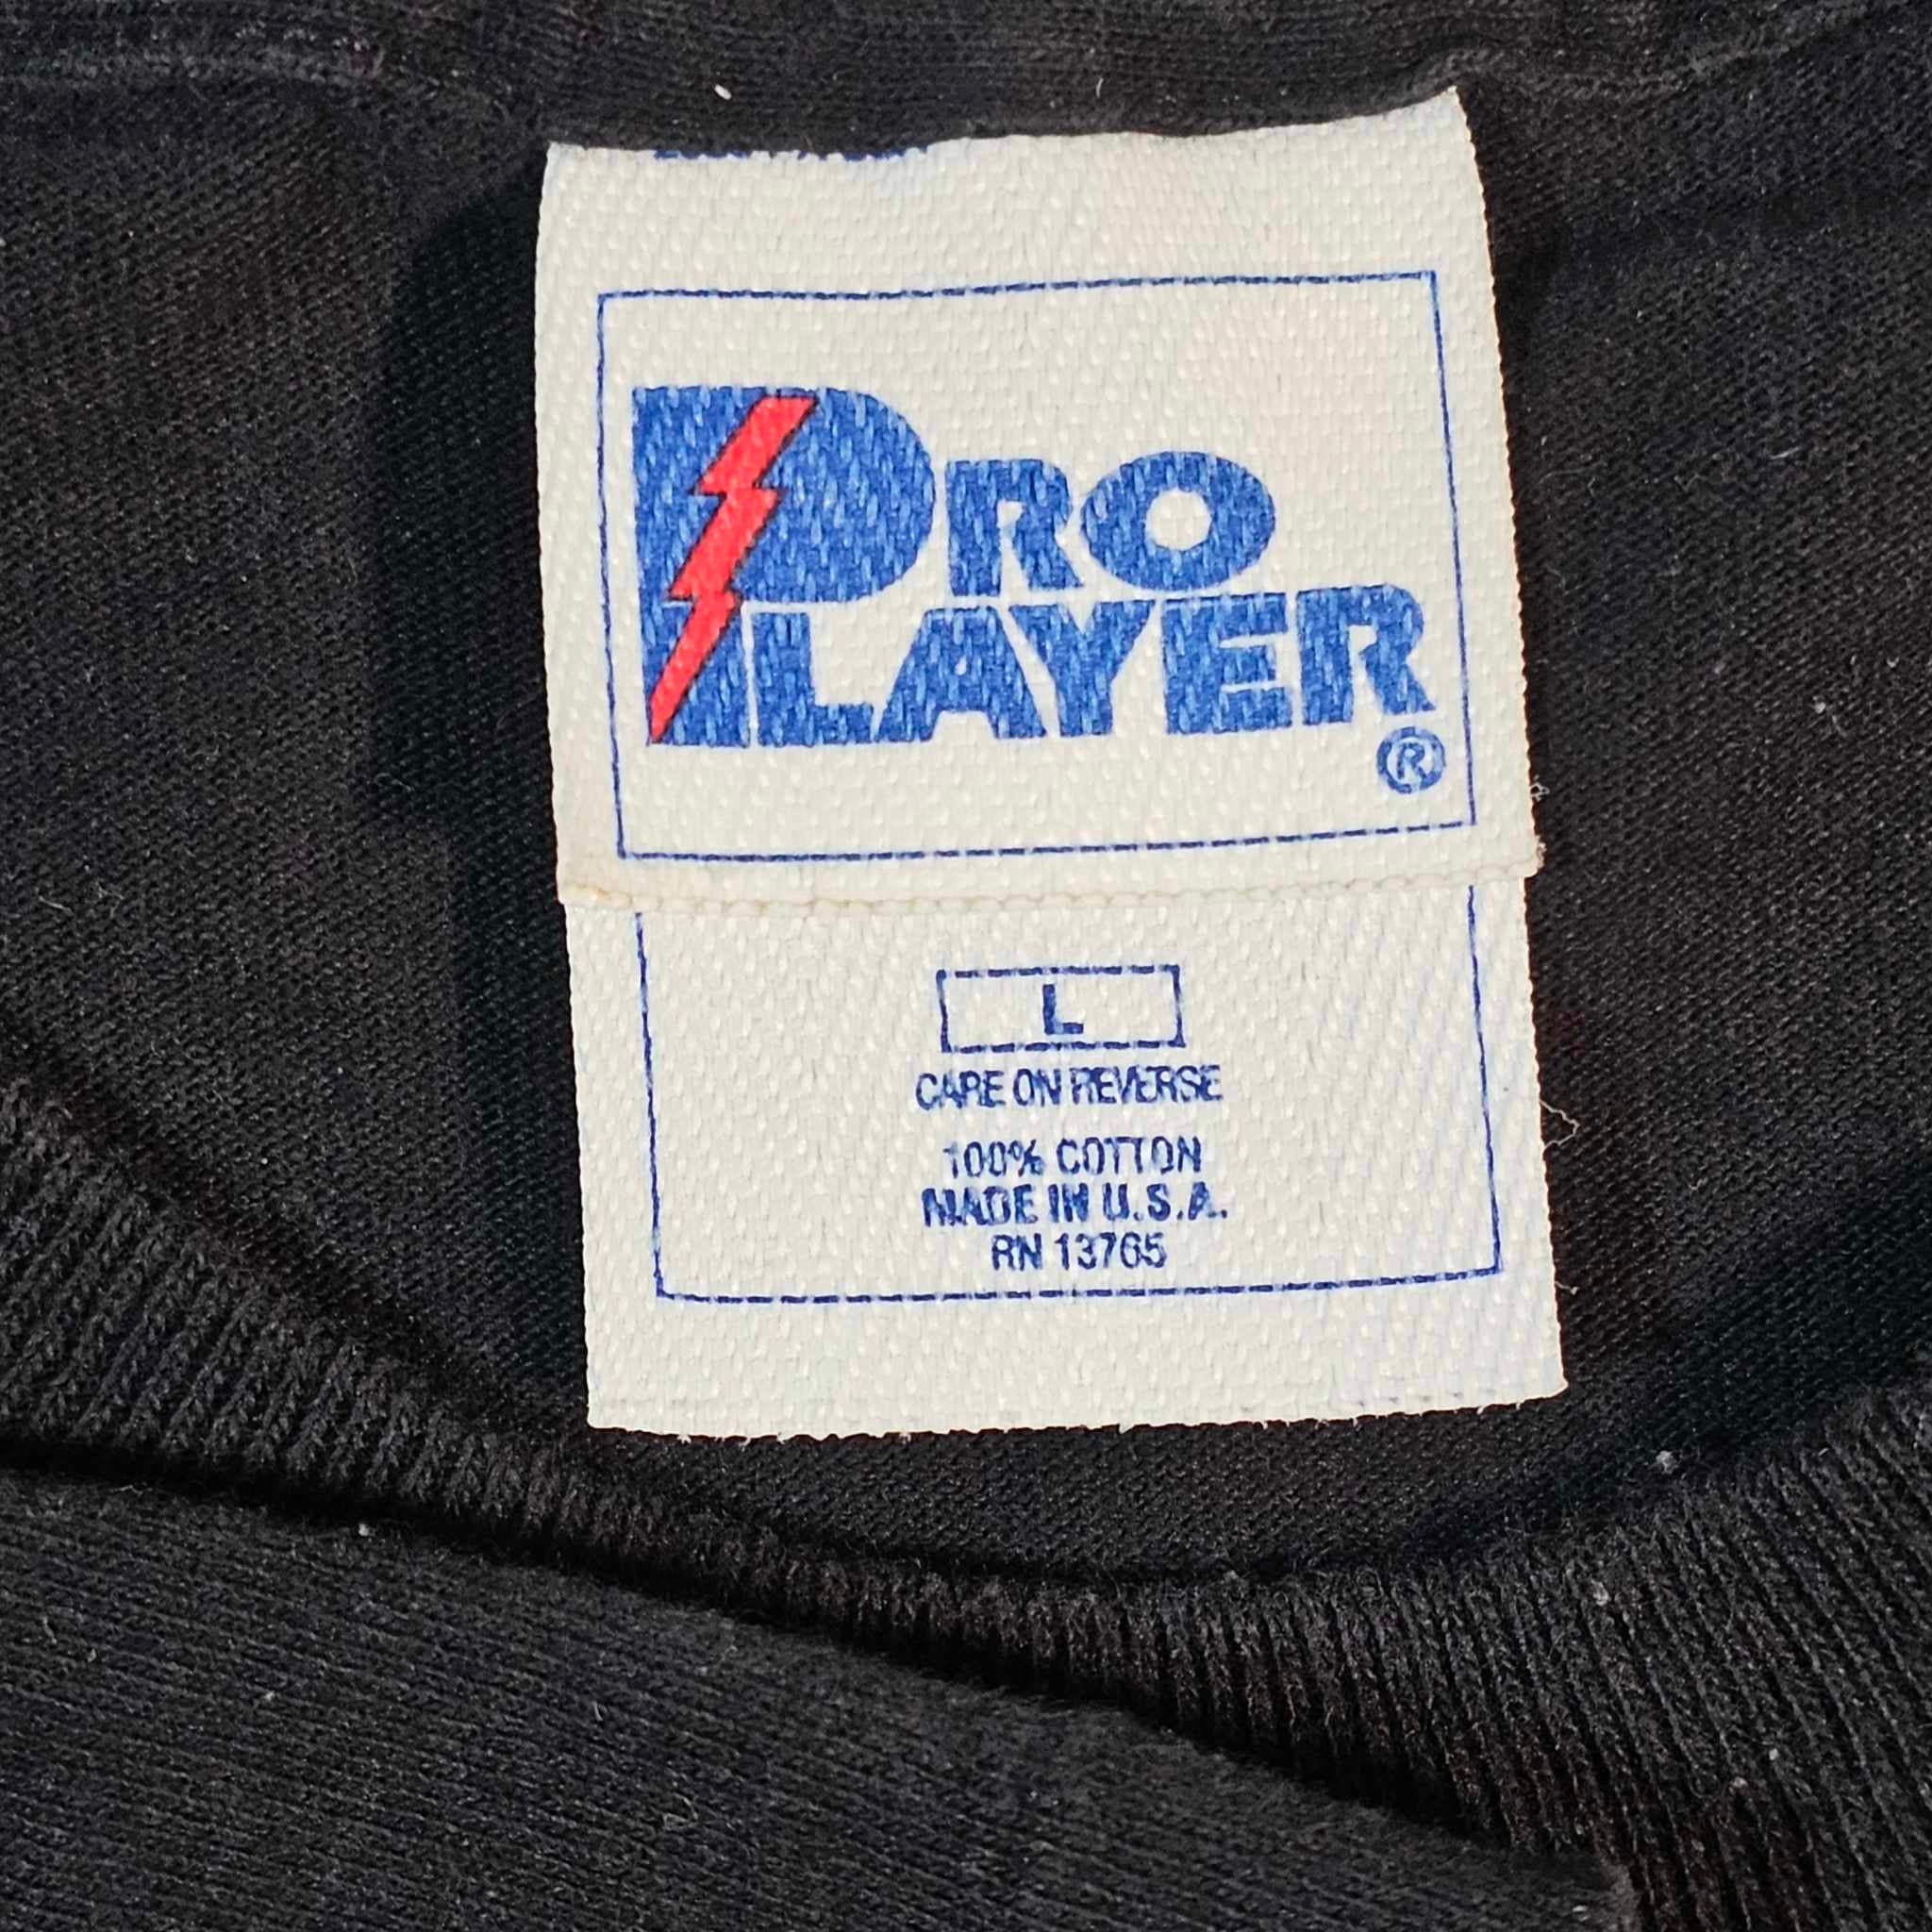 PRO
PLAYER
®
L
CARE ON REVERSE
100% COTTON
MADE IN U.S.A.
RN 13765